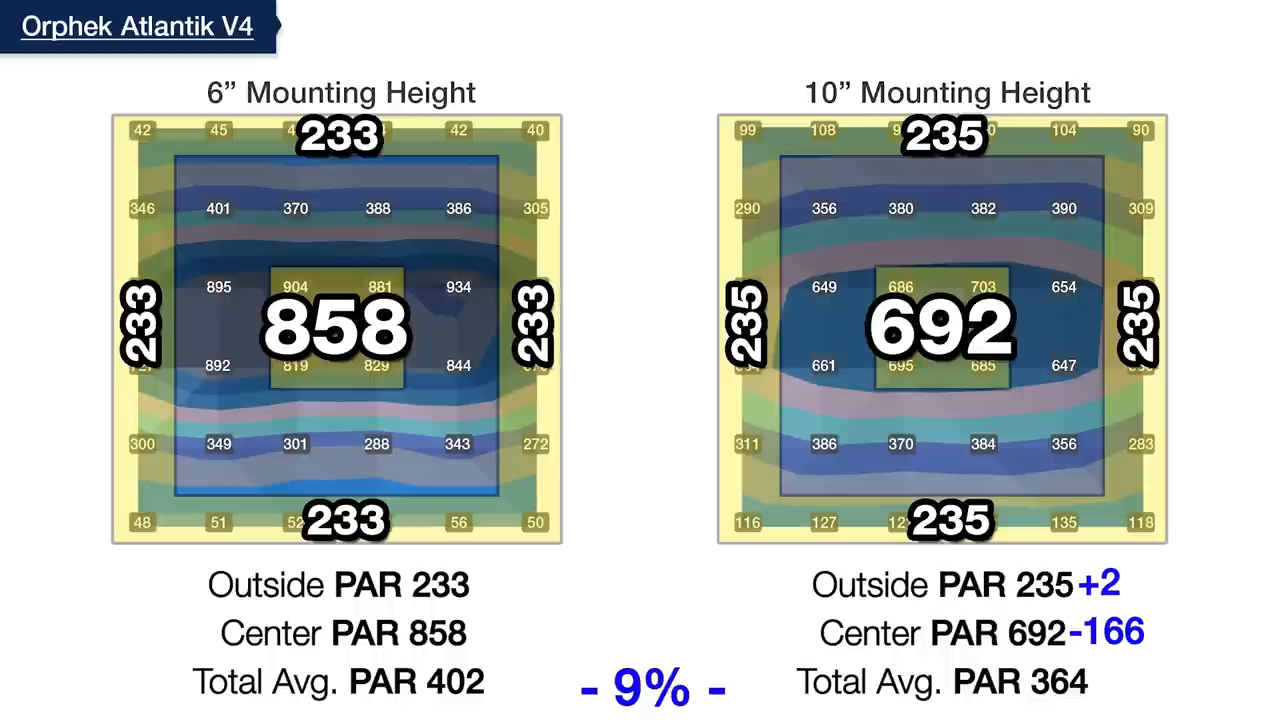 Orphek Atlantik V4
6” Mounting Height
42 45 233 42 40
346 401 370 388 386 305
895 904 881 934
233 858 233
892 819 829 844
300 349 301 288 343 272
48 51 52 233 56 50
Outside PAR 233
Center PAR 858
Total Avg. PAR 402
10” Mounting Height
99 108 235 104 90
290 356 380 382 390 309
649 686 703 654
235 692 235
661 695 685 647
311 386 370 384 356 283
116 127 235 135 118
Outside PAR 235 +2
Center PAR 692 -166
Total Avg. PAR 364
- 9% -